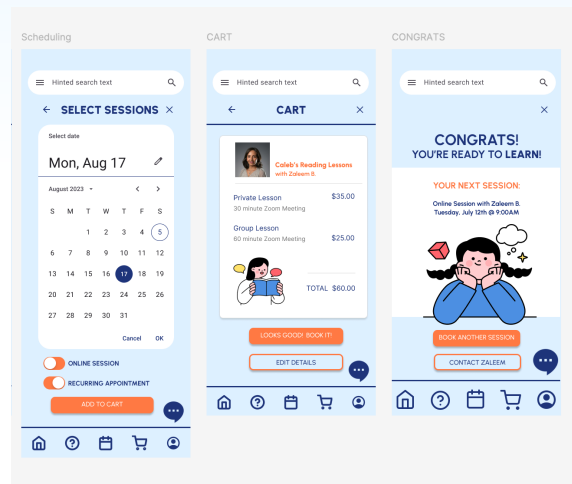 Scheduling
Hinted search text
SELECT SESSIONS
Select date
Mon, Aug 17
August 2023
S M T W T F S
1 2 3 4 5
6 7 8 9 10 11 12
13 14 15 16 17 18 19
20 21 22 23 24 25 26
27 28 29 30 31
Cancel OK
ONLINE SESSION
RECURRING APPOINTMENT
ADD TO CART
CART
Hinted search text
CART
Caleb's Reading Lessons
with Zaleem B.
Private Lesson $35.00
30 minute Zoom Meeting
Group Lesson
60 minute Zoom Meeting $25.00
TOTAL $60.00
LOOKS GOOD! BOOK IT!
EDIT DETAILS
CONGRATS
Hinted search text
CONGRATS!
YOU'RE READY TO LEARN!
YOUR NEXT SESSION:
Online Session with Zaleem B.
Tuesday. July 12th @ 9:00AM
BOOK ANOTHER SESSION
CONTACT ZALEEM